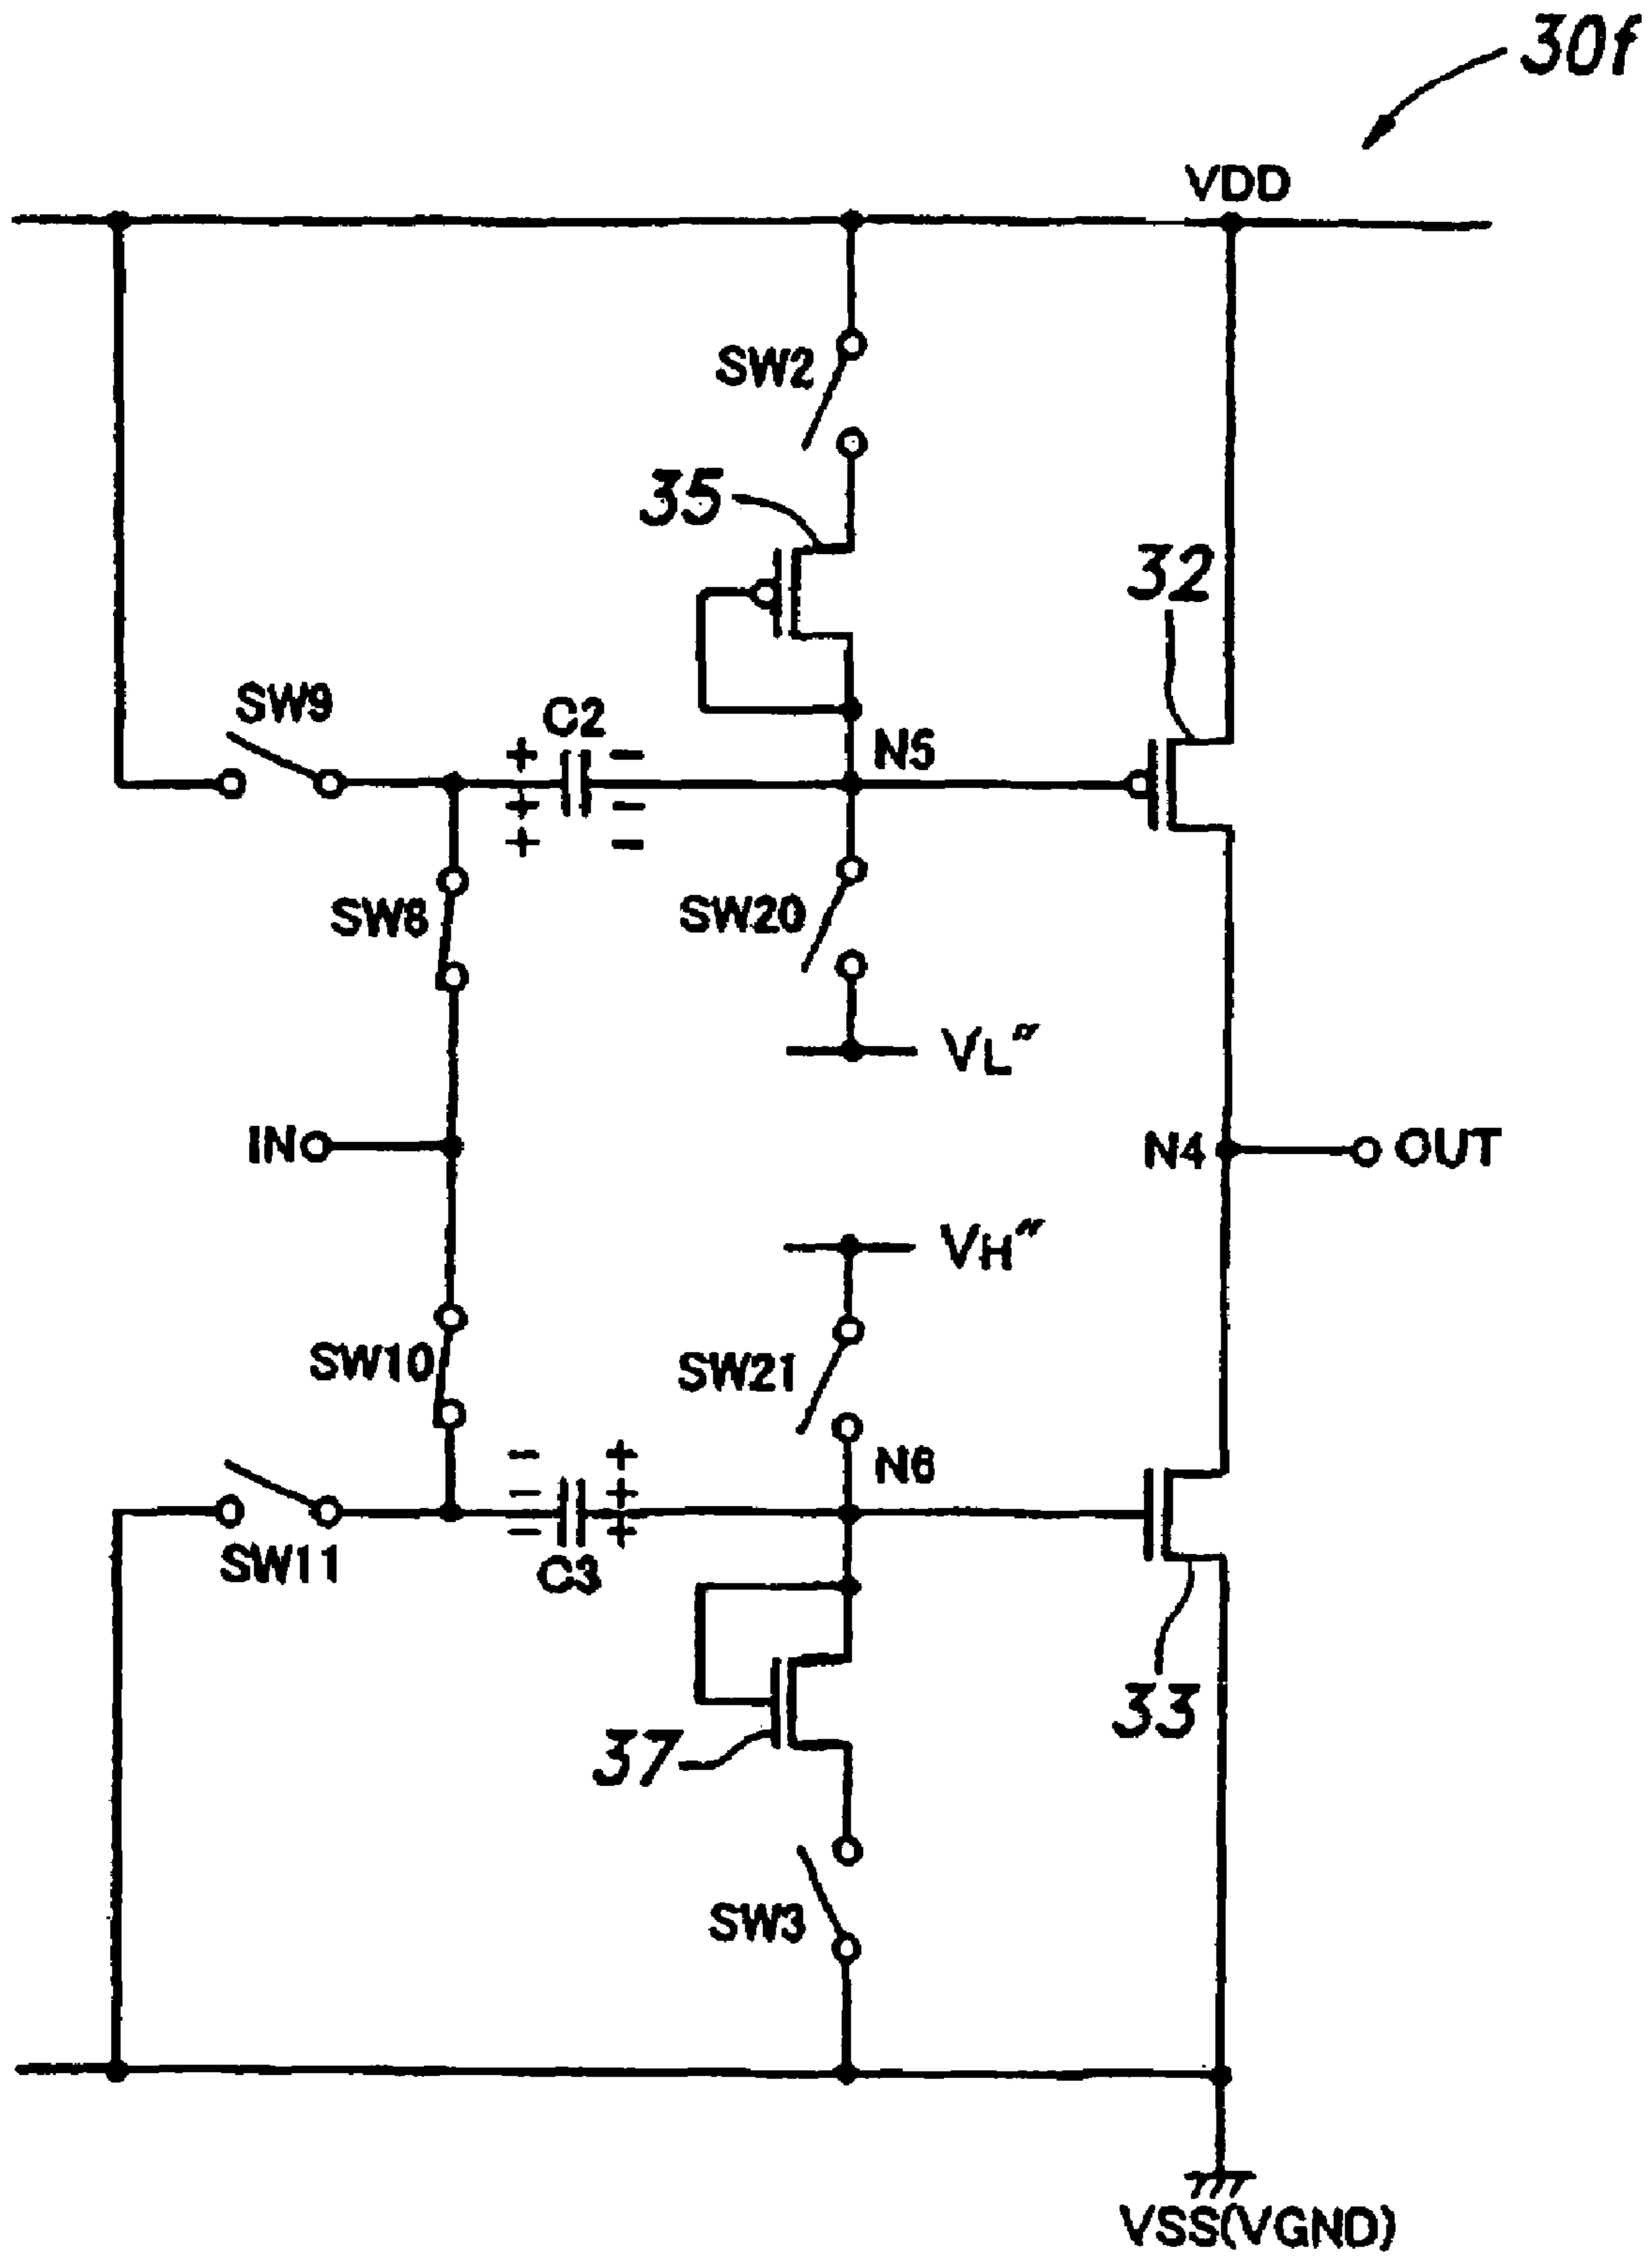 30f
VDD
SW2
35
32
SW9
C2
+ −
N5
+ −
+ −
SW8
SW20
VL″
IN
N4
OUT
VH″
SW10
SW21
− +
N6
− +
− +
SW11
C3
37
33
SW3
VSS(VGND)